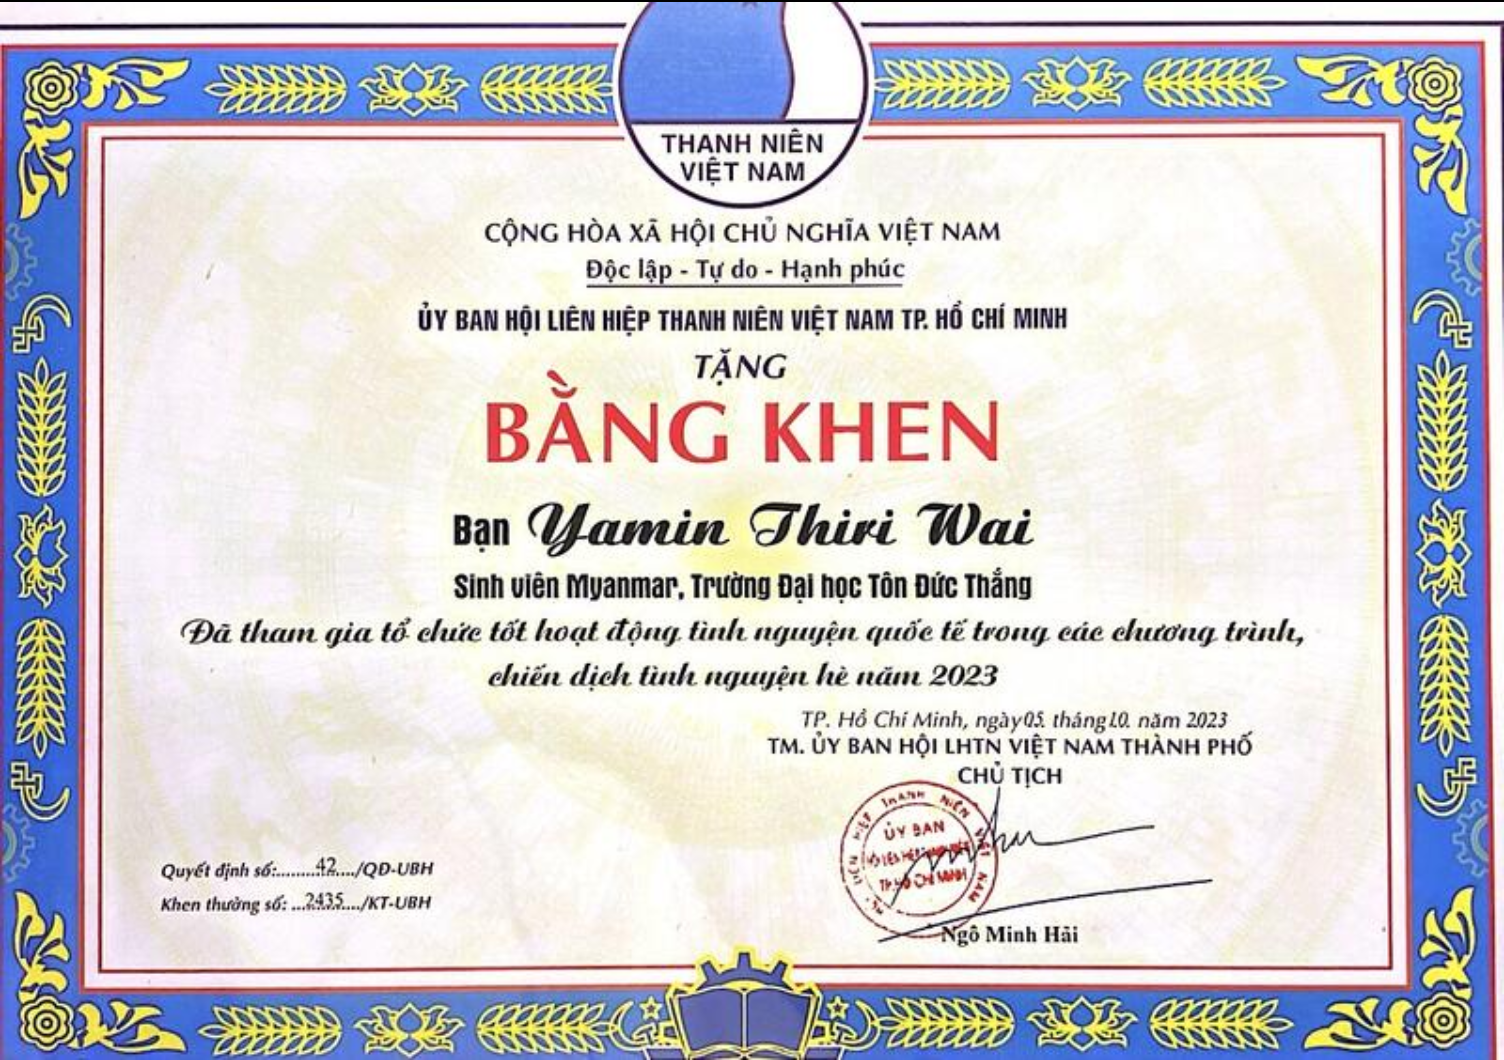 THANH NIÊN
VIỆT NAM
CỘNG HÒA XÃ HỘI CHỦ NGHĨA VIỆT NAM
Độc lập - Tự do - Hạnh phúc
ỦY BAN HỘI LIÊN HIỆP THANH NIÊN VIỆT NAM TP. HỒ CHÍ MINH
TẶNG
BẰNG KHEN
Bạn Yamin Thiri Wai
Sinh viên Myanmar, Trường Đại học Tôn Đức Thắng
Đã tham gia tổ chức tốt hoạt động tình nguyện quốc tế trong các chương trình,
chiến dịch tình nguyện hè năm 2023
TP. Hồ Chí Minh, ngày 05 tháng 10 năm 2023
TM. ỦY BAN HỘI LHTN VIỆT NAM THÀNH PHỐ
CHỦ TỊCH
HIỆP THANH NIÊN VIỆT NAM
ỦY BAN
TP.HỒ CHÍ MINH
Ngô Minh Hải
Quyết định số:........42..../QĐ-UBH
Khen thưởng số: ...2435..../KT-UBH